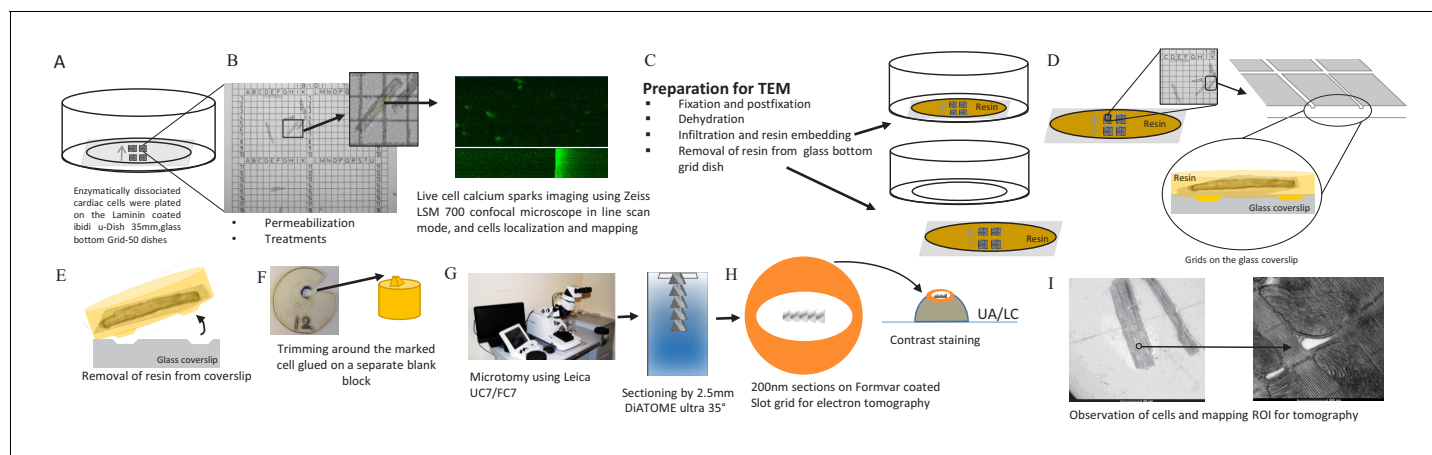 A
Enzymatically dissociated
cardiac cells were plated
on the Laminin coated
ibidi u-Dish 35mm,glass
bottom Grid-50 dishes
B
A B C D E F G H I K L M N O P Q
A B C D E F G H I K L M N O P Q R S T U
• Permeabilization
• Treatments
Live cell calcium sparks imaging using Zeiss
LSM 700 confocal microscope in line scan
mode, and cells localization and mapping
C
Preparation for TEM
▪ Fixation and postfixation
▪ Dehydration
▪ Infiltration and resin embedding
▪ Removal of resin from glass bottom
grid dish
Resin
Resin
D
C D E F G H I K
Resin
Resin
Glass coverslip
Grids on the glass coverslip
E
Glass coverslip
Removal of resin from coverslip
F
12
Trimming around the marked
cell glued on a separate blank
block
G
Microtomy using Leica
UC7/FC7
Sectioning by 2.5mm
DiATOME ultra 35°
H
200nm sections on Formvar coated
Slot grid for electron tomography
UA/LC
Contrast staining
I
Observation of cells and mapping ROI for tomography